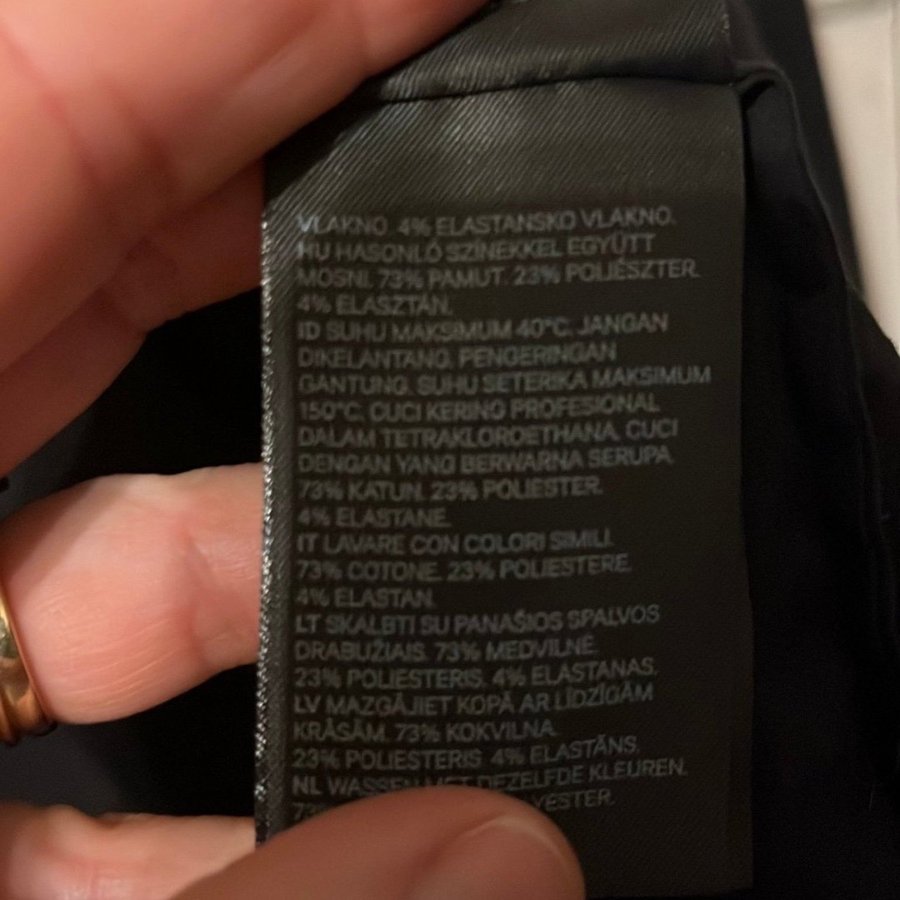 VLAKNO. 4% ELASTANSKO VLAKNO.
HU HASONLÓ SZÍNEKKEL EGYÜTT
MOSNI. 73% PAMUT. 23% POLIÉSZTER.
4% ELASZTÁN.
ID SUHU MAKSIMUM 40°C. JANGAN
DIKELANTANG. PENGERINGAN
GANTUNG. SUHU SETERIKA MAKSIMUM
150°C. CUCI KERING PROFESIONAL
DALAM TETRAKLOROETHANA. CUCI
DENGAN YANG BERWARNA SERUPA.
73% KATUN. 23% POLIESTER.
4% ELASTANE.
IT LAVARE CON COLORI SIMILI.
73% COTONE. 23% POLIESTERE.
4% ELASTAN.
LT SKALBTI SU PANAŠIOS SPALVOS
DRABUŽIAIS. 73% MEDVILNĖ.
23% POLIESTERIS. 4% ELASTANAS.
LV MAZGĀJIET KOPĀ AR LĪDZĪGĀM
KRĀSĀM. 73% KOKVILNA.
23% POLIESTERIS. 4% ELASTĀNS.
NL WASSEN MET DEZELFDE KLEUREN.